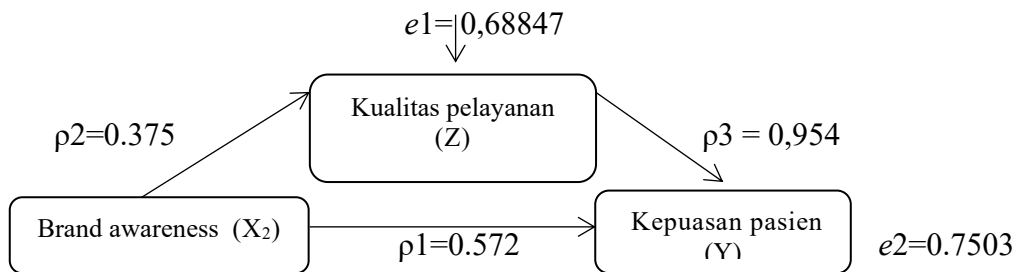 e1= 0,68847
Kualitas pelayanan
(Z)
ρ2=0.375
ρ3 = 0,954
Brand awareness (X₂)
ρ1=0.572
Kepuasan pasien
(Y)
e2=0.7503